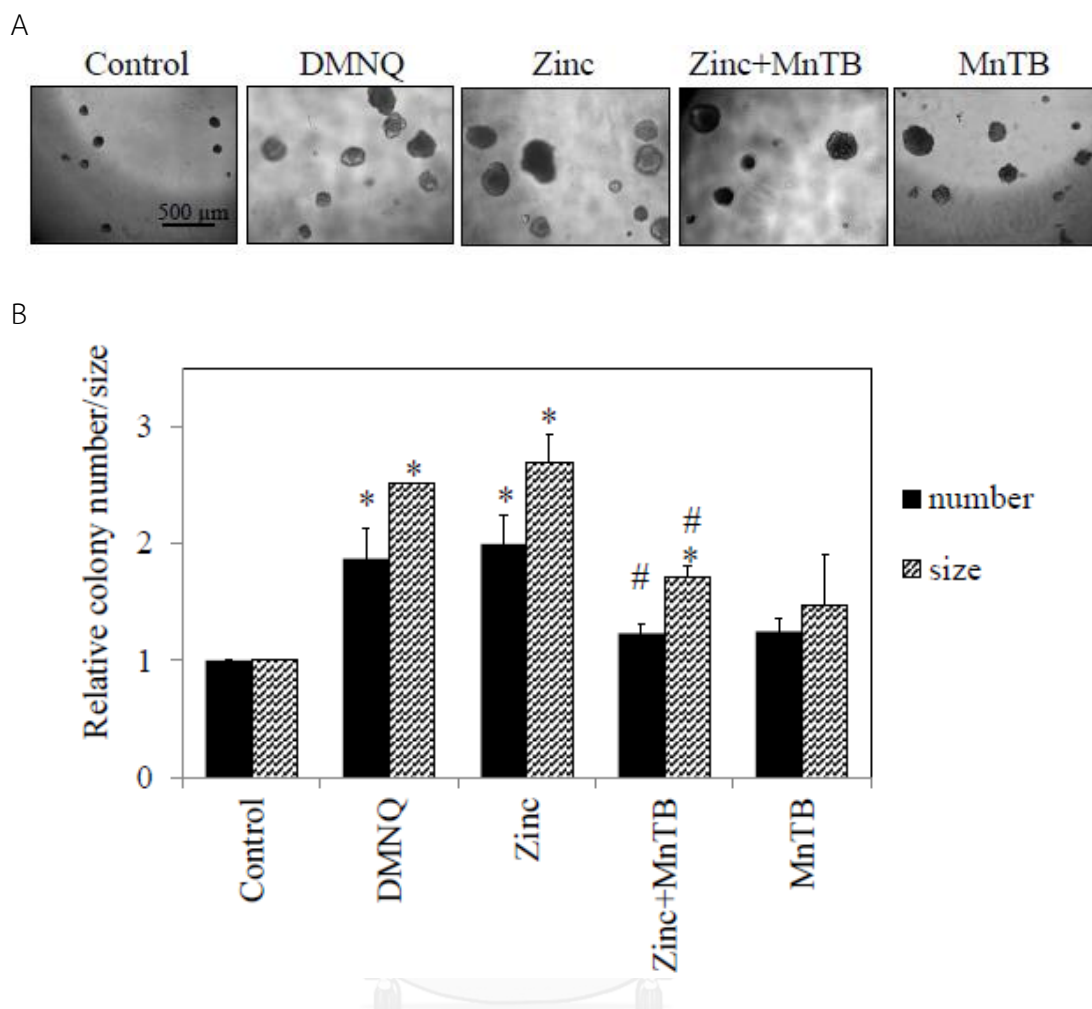 A
Control DMNQ Zinc Zinc+MnTB MnTB
500 µm
B
Relative colony number/size
3
2
1
0
* * * * # # *
number
size
Control DMNQ Zinc Zinc+MnTB MnTB